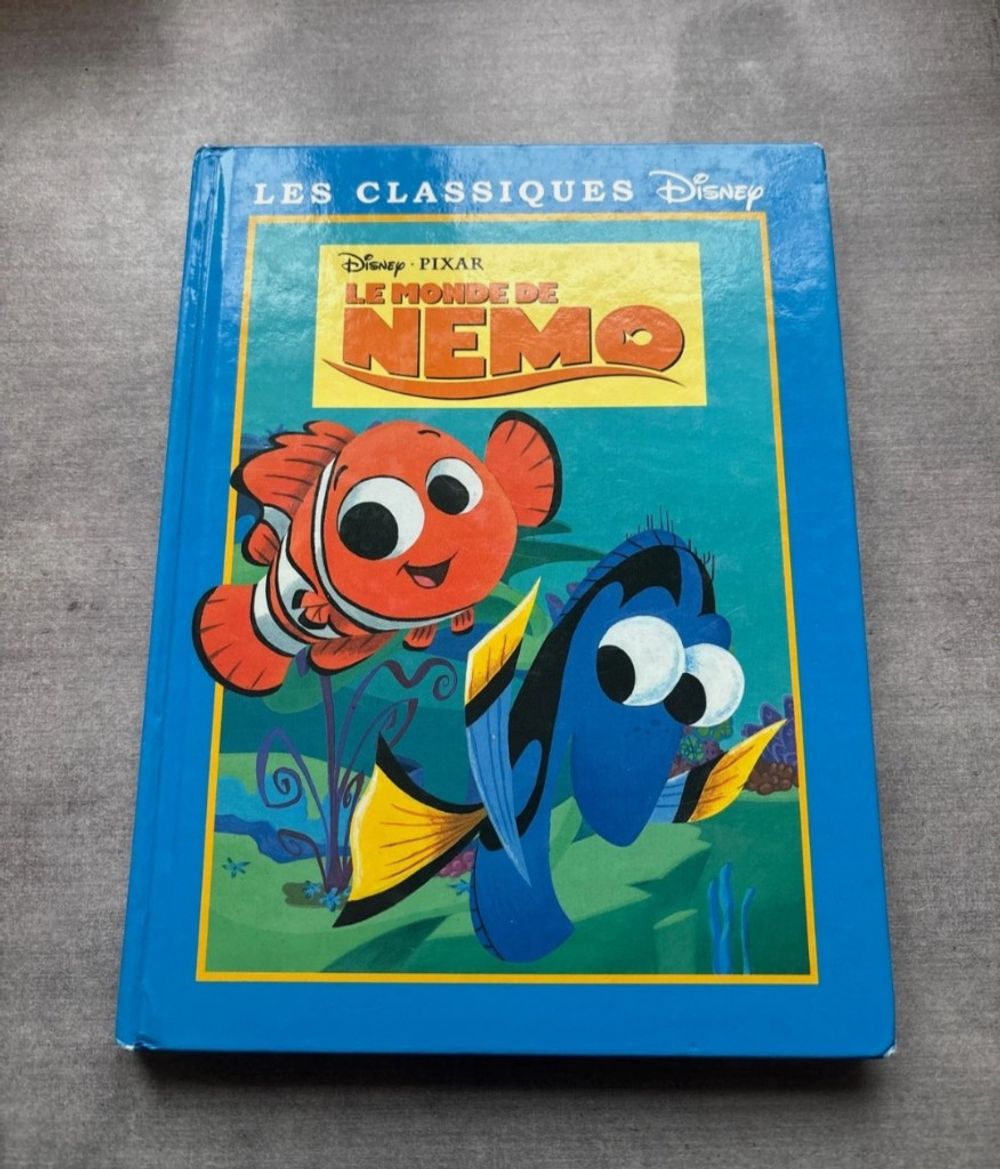 LES CLASSIQUES Disney
Disney · PIXAR
LE MONDE DE
NEMO